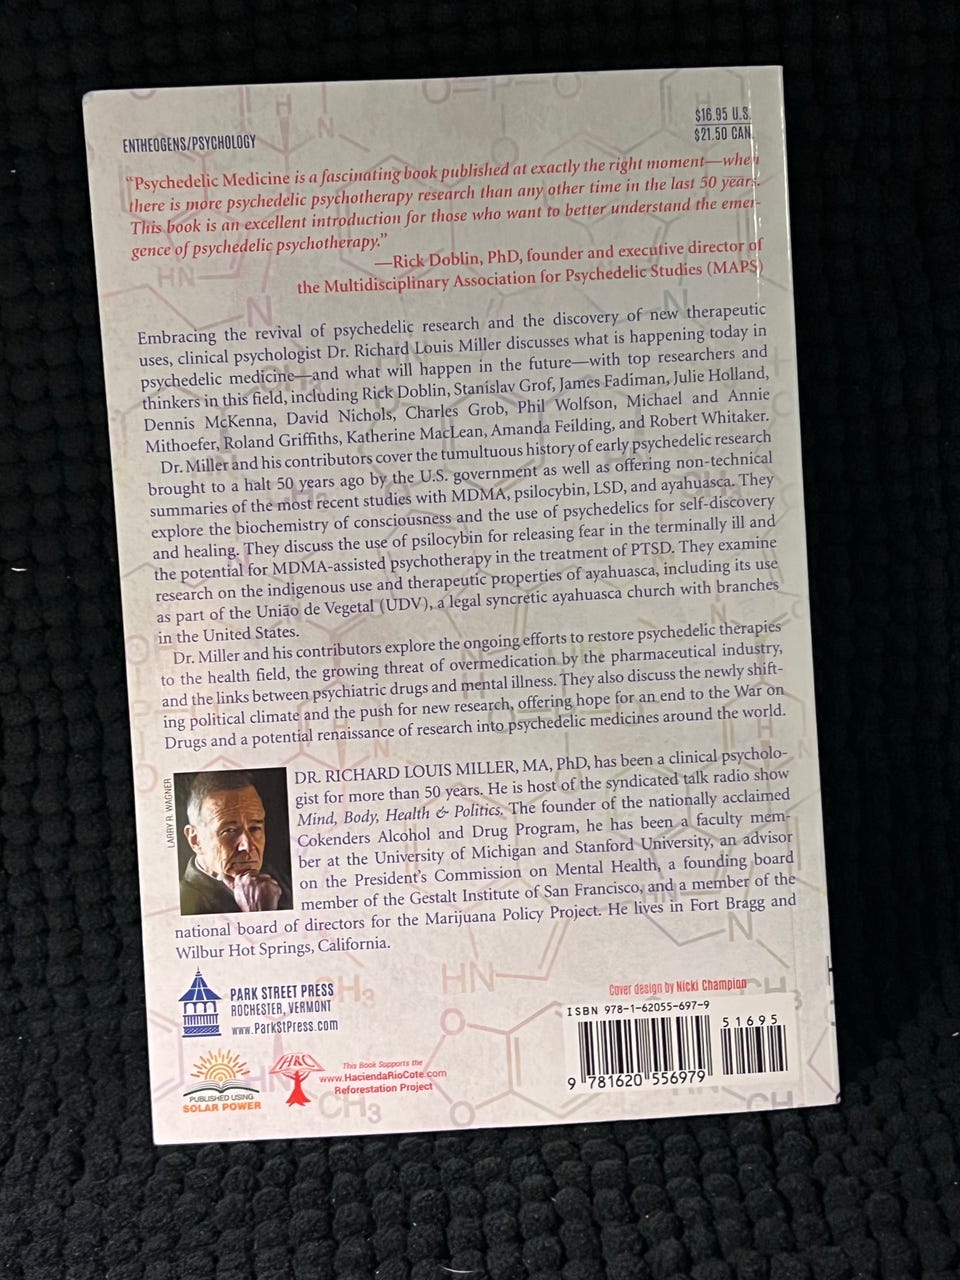 ENTHEOGENS/PSYCHOLOGY
$16.95 U.S.
$21.50 CAN.
“Psychedelic Medicine is a fascinating book published at exactly the right moment—when
there is more psychedelic psychotherapy research than any other time in the last 50 years.
This book is an excellent introduction for those who want to better understand the emer-
gence of psychedelic psychotherapy.”
—Rick Doblin, PhD, founder and executive director of
the Multidisciplinary Association for Psychedelic Studies (MAPS)
Embracing the revival of psychedelic research and the discovery of new therapeutic
uses, clinical psychologist Dr. Richard Louis Miller discusses what is happening today in
psychedelic medicine—and what will happen in the future—with top researchers and
thinkers in this field, including Rick Doblin, Stanislav Grof, James Fadiman, Julie Holland,
Dennis McKenna, David Nichols, Charles Grob, Phil Wolfson, Michael and Annie
Mithoefer, Roland Griffiths, Katherine MacLean, Amanda Feilding, and Robert Whitaker.
Dr. Miller and his contributors cover the tumultuous history of early psychedelic research
brought to a halt 50 years ago by the U.S. government as well as offering non-technical
summaries of the most recent studies with MDMA, psilocybin, LSD, and ayahuasca. They
explore the biochemistry of consciousness and the use of psychedelics for self-discovery
and healing. They discuss the use of psilocybin for releasing fear in the terminally ill and
the potential for MDMA-assisted psychotherapy in the treatment of PTSD. They examine
research on the indigenous use and therapeutic properties of ayahuasca, including its use
as part of the União de Vegetal (UDV), a legal syncretic ayahuasca church with branches
in the United States.
Dr. Miller and his contributors explore the ongoing efforts to restore psychedelic therapies
to the health field, the growing threat of overmedication by the pharmaceutical industry,
and the links between psychiatric drugs and mental illness. They also discuss the newly shift-
ing political climate and the push for new research, offering hope for an end to the War on
Drugs and a potential renaissance of research into psychedelic medicines around the world.
LARRY R. WAGNER
DR. RICHARD LOUIS MILLER, MA, PhD, has been a clinical psycholo-
gist for more than 50 years. He is host of the syndicated talk radio show
Mind, Body, Health & Politics. The founder of the nationally acclaimed
Cokenders Alcohol and Drug Program, he has been a faculty mem-
ber at the University of Michigan and Stanford University, an advisor
on the President's Commission on Mental Health, a founding board
member of the Gestalt Institute of San Francisco, and a member of the
national board of directors for the Marijuana Policy Project. He lives in Fort Bragg and
Wilbur Hot Springs, California.
PARK STREET PRESS
ROCHESTER, VERMONT
www.ParkStPress.com
Cover design by Nicki Champion
ISBN 978-1-62055-697-9
51695
9 781620 556979
PUBLISHED USING
SOLAR POWER
HRC
This Book Supports the
www.HaciendaRioCote.com
Reforestation Project